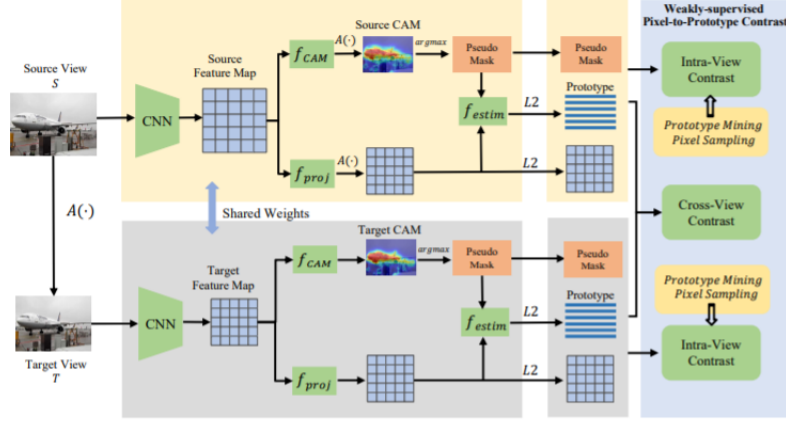 Weakly-supervised
Pixel-to-Prototype Contrast
Source View
S
CNN
Source
Feature Map
f_CAM
A(·)
Source CAM
argmax
Pseudo
Mask
Pseudo
Mask
f_estim
L2
Prototype
f_proj
A(·)
L2
Intra-View
Contrast
Prototype Mining
Pixel Sampling
A(·)
Shared Weights
Cross-View
Contrast
Target View
T
CNN
Target
Feature Map
f_CAM
Target CAM
argmax
Pseudo
Mask
Pseudo
Mask
f_estim
L2
Prototype
f_proj
L2
Prototype Mining
Pixel Sampling
Intra-View
Contrast